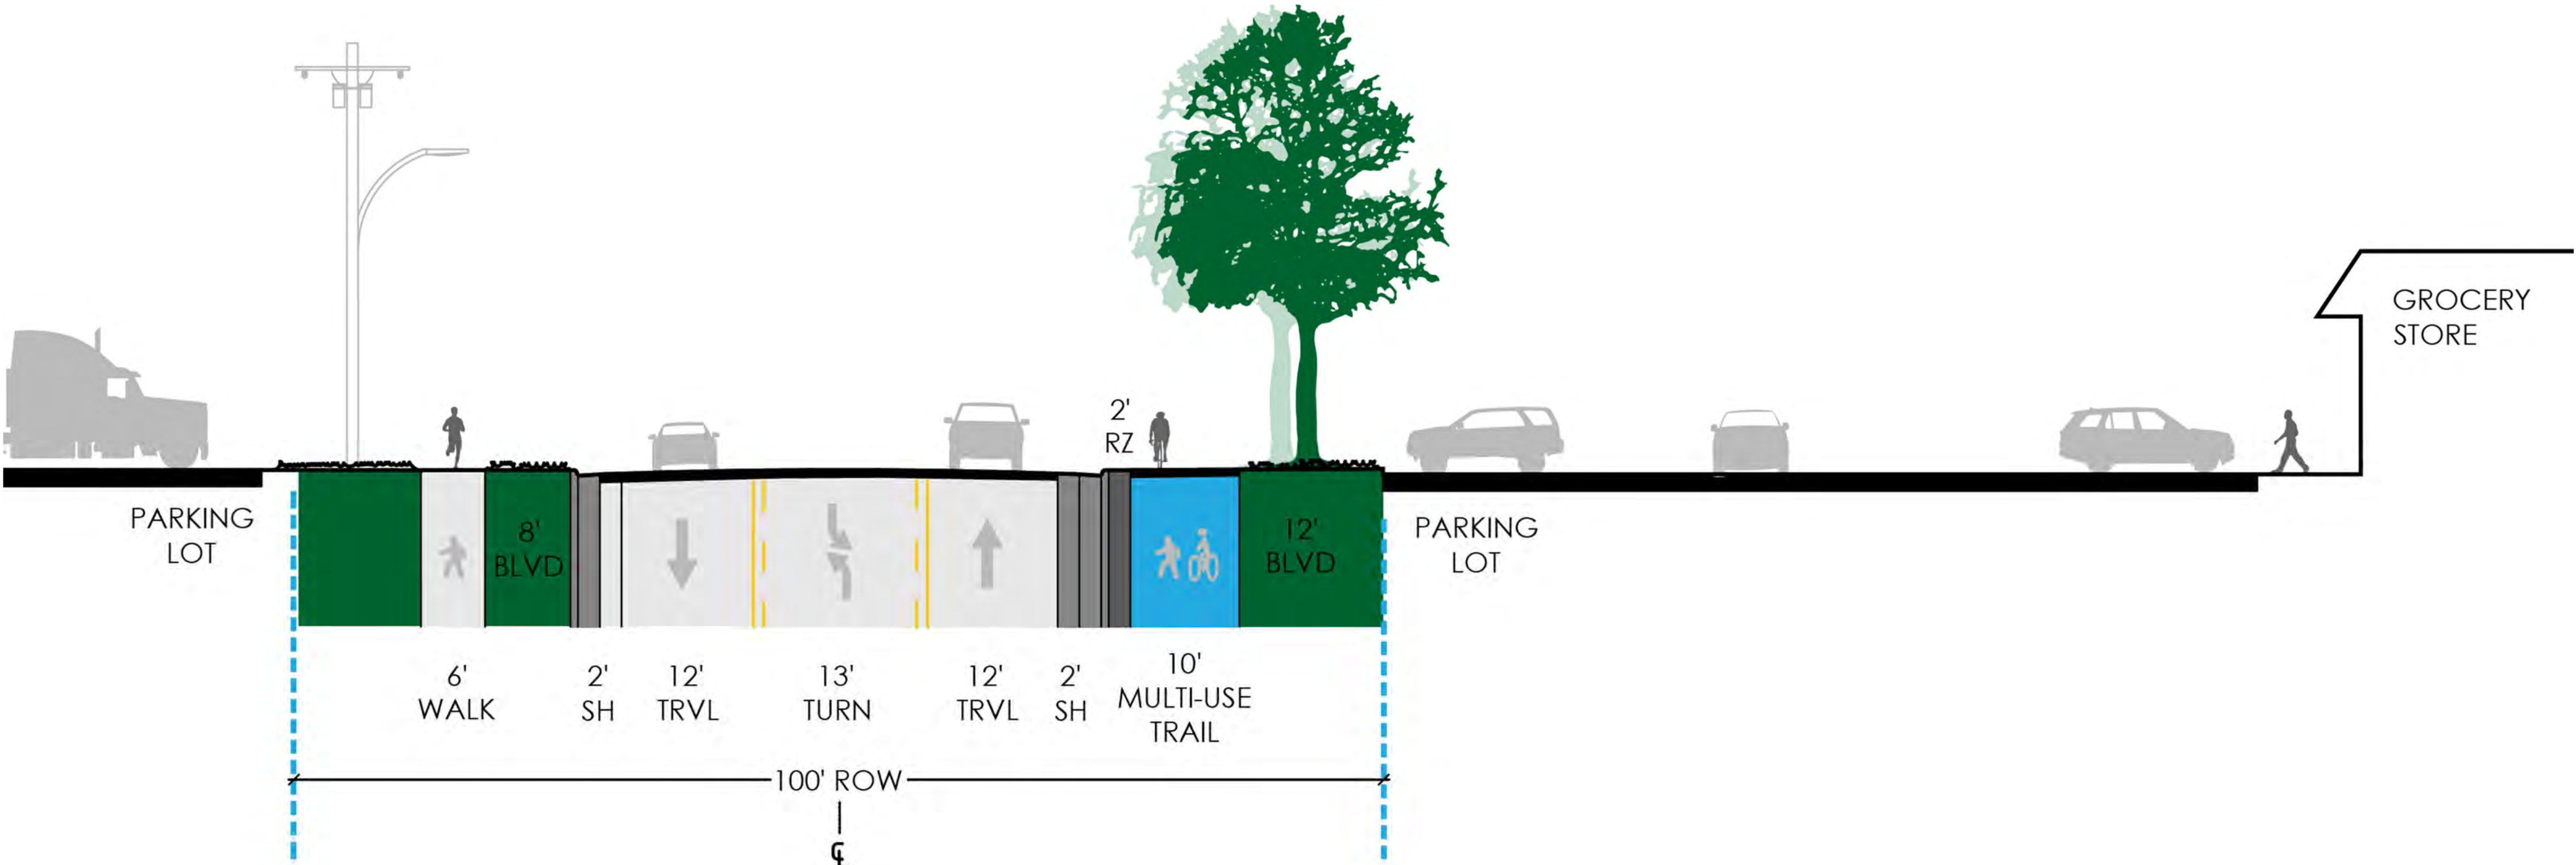 2'
RZ
GROCERY
STORE
PARKING
LOT
8'
BLVD
12'
BLVD
PARKING
LOT
6'
WALK
2'
SH
12'
TRVL
13'
TURN
12'
TRVL
2'
SH
10'
MULTI-USE
TRAIL
100' ROW
℄